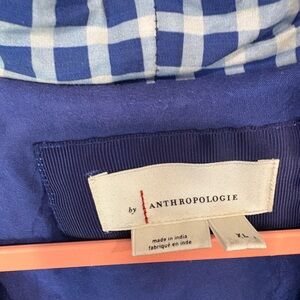 by ANTHROPOLOGIE
made in india
fabriqué en inde
XL